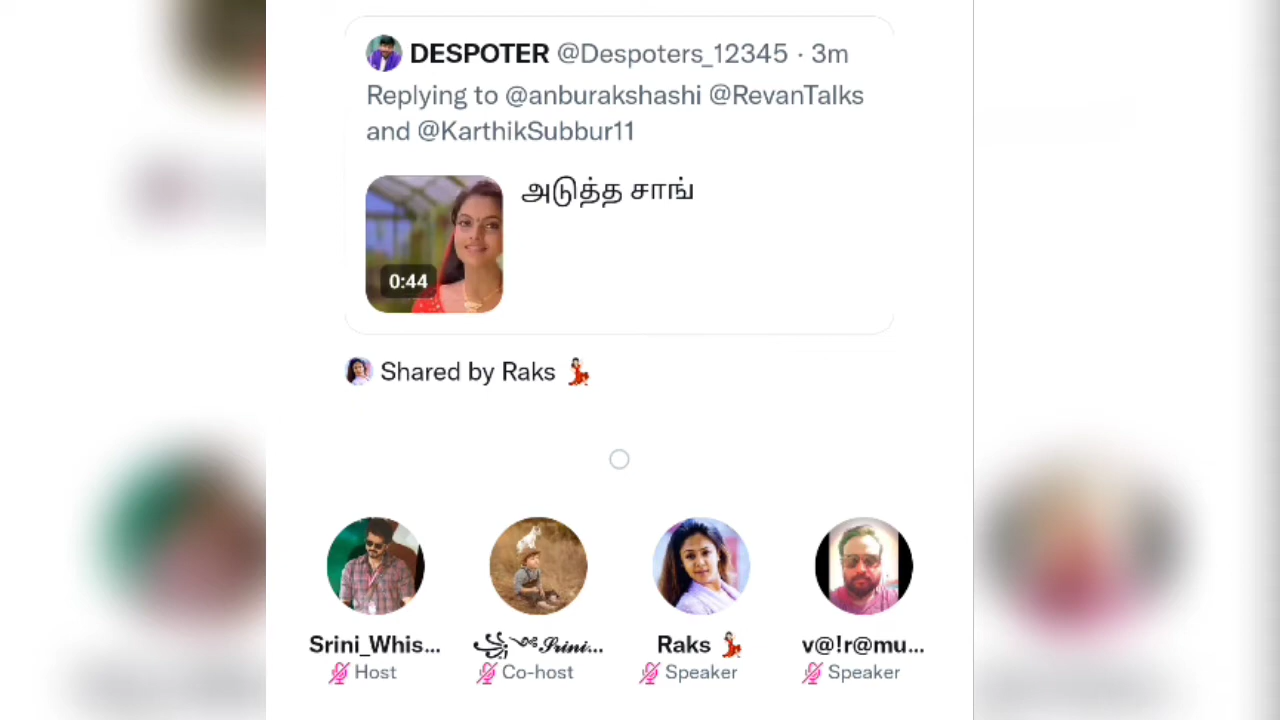 DESPOTER @Despoters_12345 · 3m
Replying to @anburakshashi @RevanTalks
and @KarthikSubbur11
அடுத்த சாங்
0:44
Shared by Raks 💃
Srini_Whis... 𝒮𝓇𝒾𝓃𝒾... Raks 💃 v@!r@mu...
Host Co-host Speaker Speaker